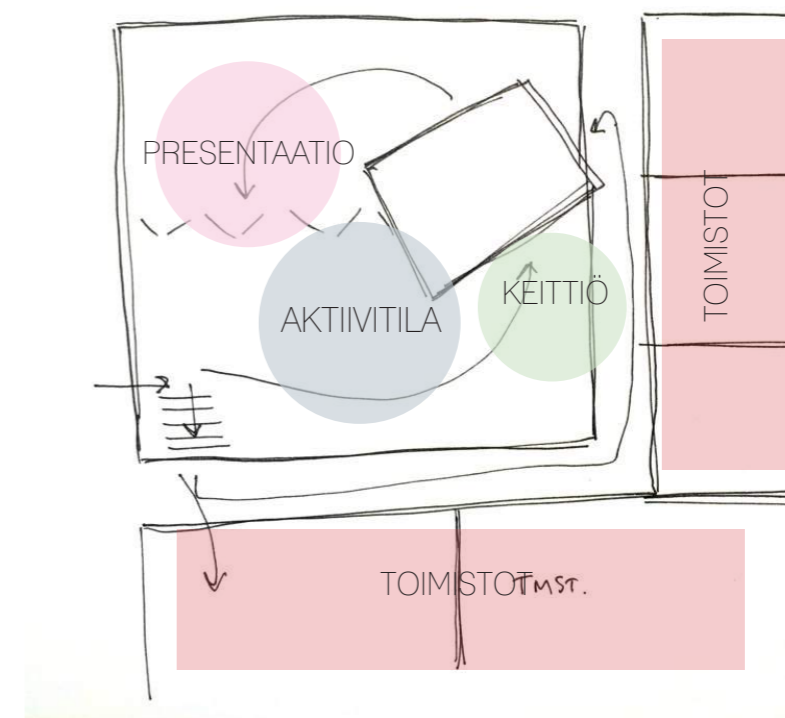 PRESENTAATIO
KEITTIÖ
AKTIIVITILA
TOIMISTOT
TOIMISTOT
TMST.